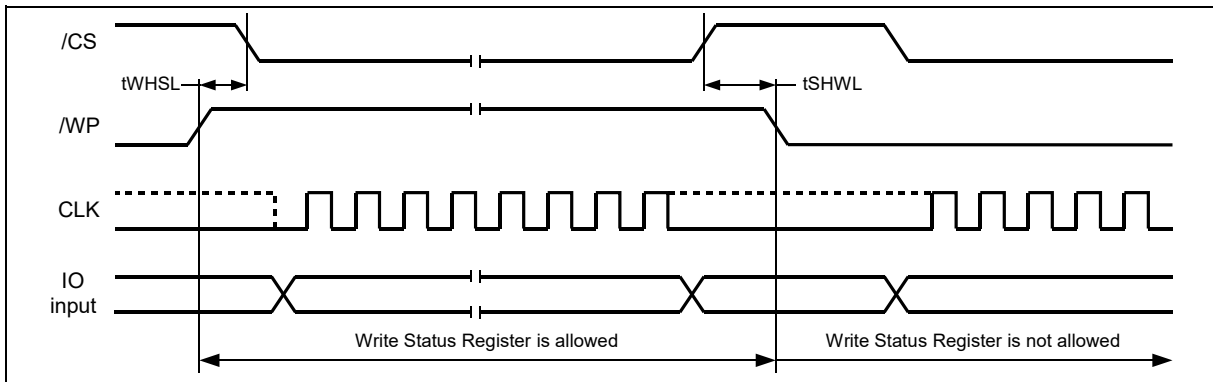 /CS
tWHSL
tSHWL
/WP
CLK
IO
input
Write Status Register is allowed
Write Status Register is not allowed